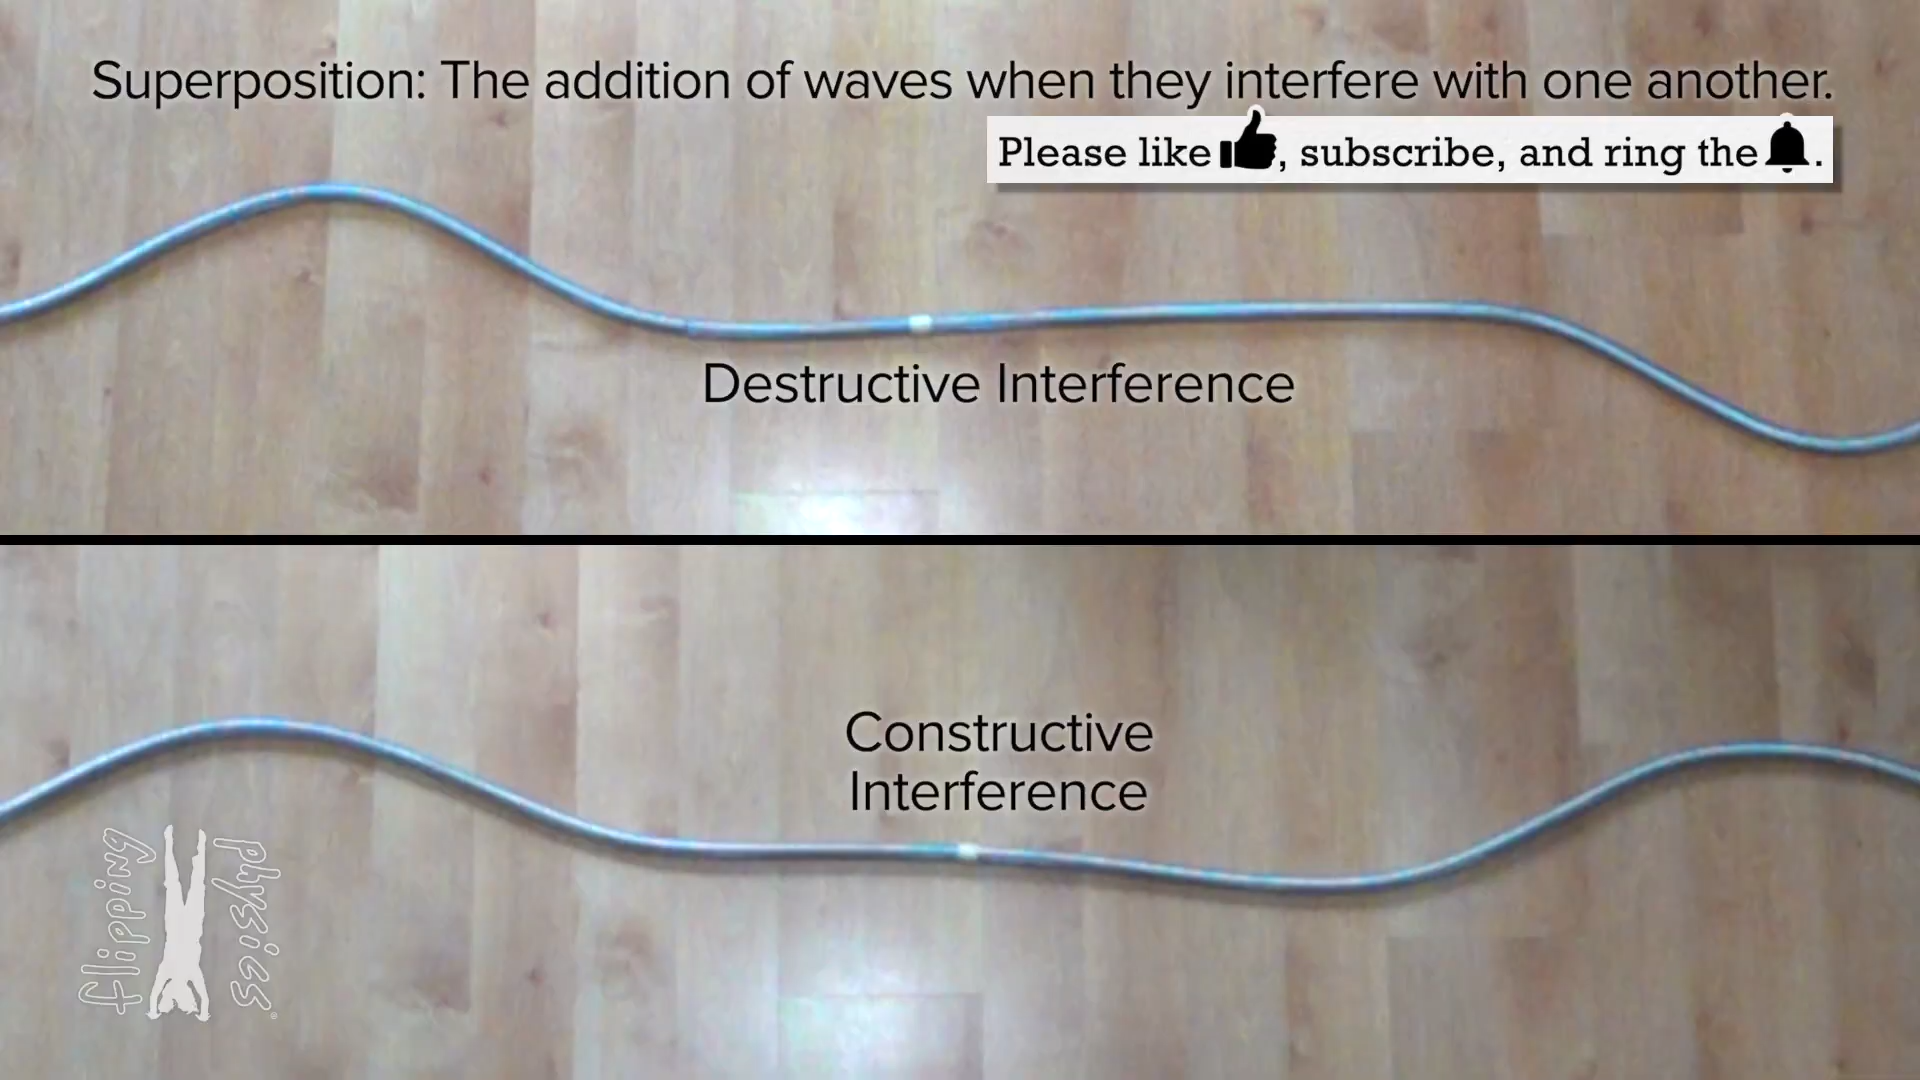 Superposition: The addition of waves when they interfere with one another.
Please like 👍, subscribe, and ring the 🔔.
Destructive Interference
Constructive
Interference
flipping
physics